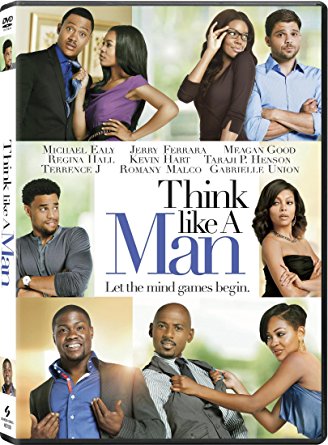 DVD
MICHAEL EALY JERRY FERRARA MEAGAN GOOD
REGINA HALL KEVIN HART TARAJI P. HENSON
TERRENCE J ROMANY MALCO GABRIELLE UNION
Think
like A
Man
Let the mind games begin.
Think like A Man